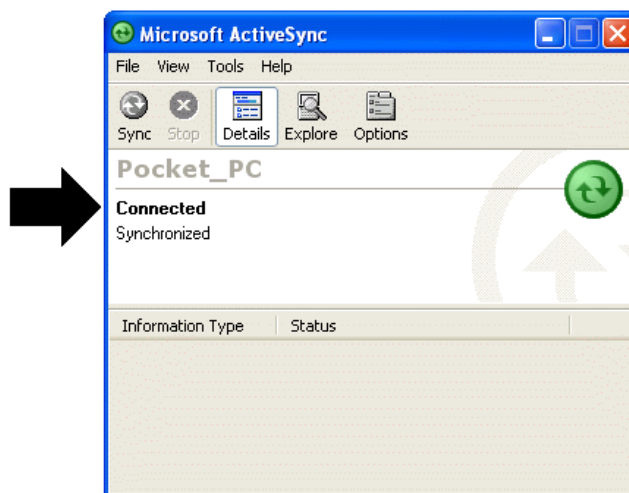 Microsoft ActiveSync
File View Tools Help
Sync Stop Details Explore Options
Pocket_PC
Connected
Synchronized
Information Type Status